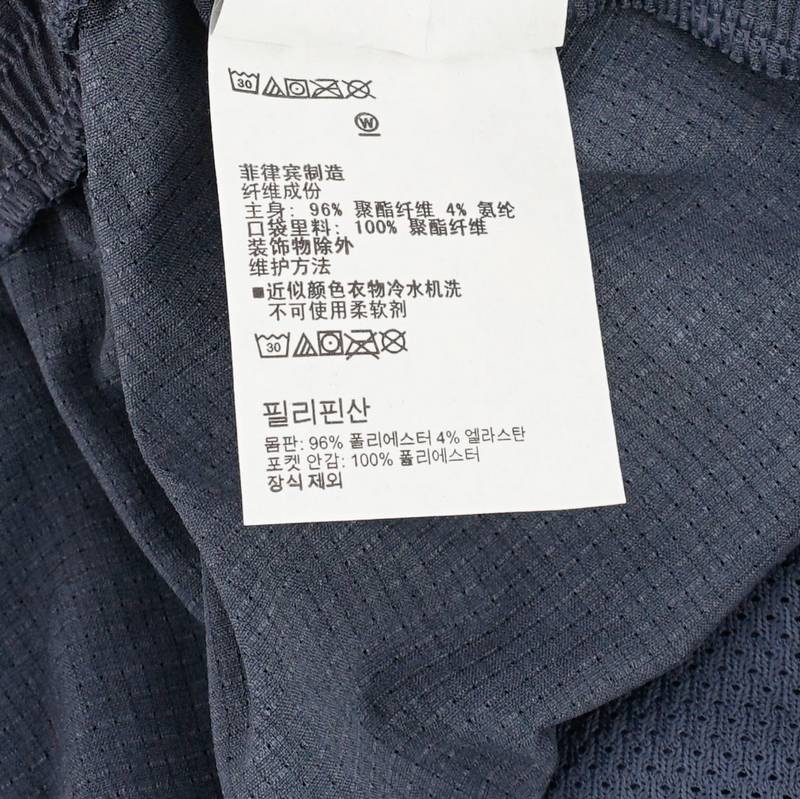 30
W
菲律宾制造
纤维成份
主身: 96% 聚酯纤维 4% 氨纶
口袋里料: 100% 聚酯纤维
装饰物除外
维护方法
■近似颜色衣物冷水机洗
不可使用柔软剂
30
필리핀산
몸판: 96% 폴리에스터 4% 엘라스탄
포켓 안감: 100% 폴리에스터
장식 제외